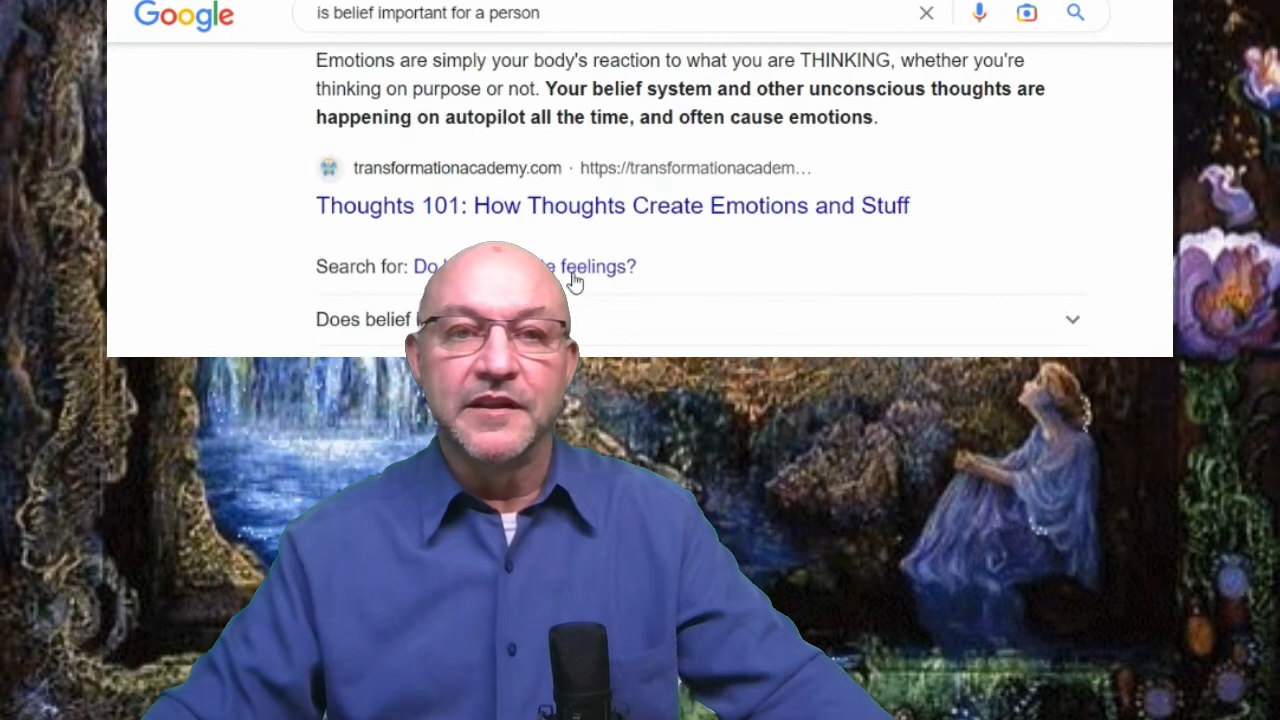 Google
is belief important for a person
Emotions are simply your body's reaction to what you are THINKING, whether you're
thinking on purpose or not. Your belief system and other unconscious thoughts are
happening on autopilot all the time, and often cause emotions.
transformationacademy.com · https://transformationacadem…
Thoughts 101: How Thoughts Create Emotions and Stuff
Search for: Do feelings?
Does belief